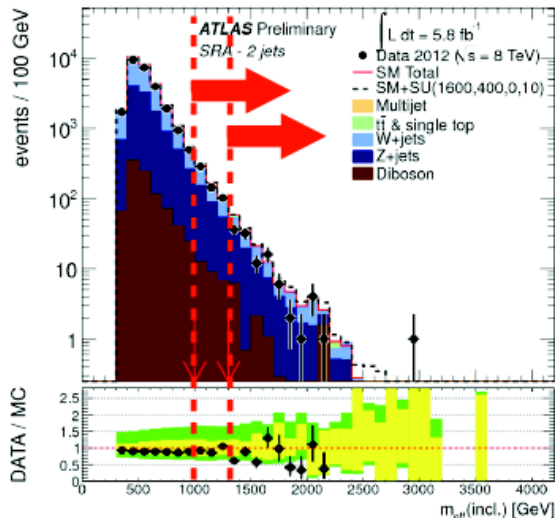 ATLAS Preliminary
SRA - 2 jets
∫ L dt = 5.8 fb⁻¹
Data 2012 (√s = 8 TeV)
SM Total
SM+SU(1600,400,0,10)
Multijet
tt̄ & single top
W+jets
Z+jets
Diboson
events / 100 GeV
10⁴
10³
10²
10
1
DATA / MC
2.5
2
1.5
1
0.5
0
0 500 1000 1500 2000 2500 3000 3500 4000
m_eff(incl.) [GeV]